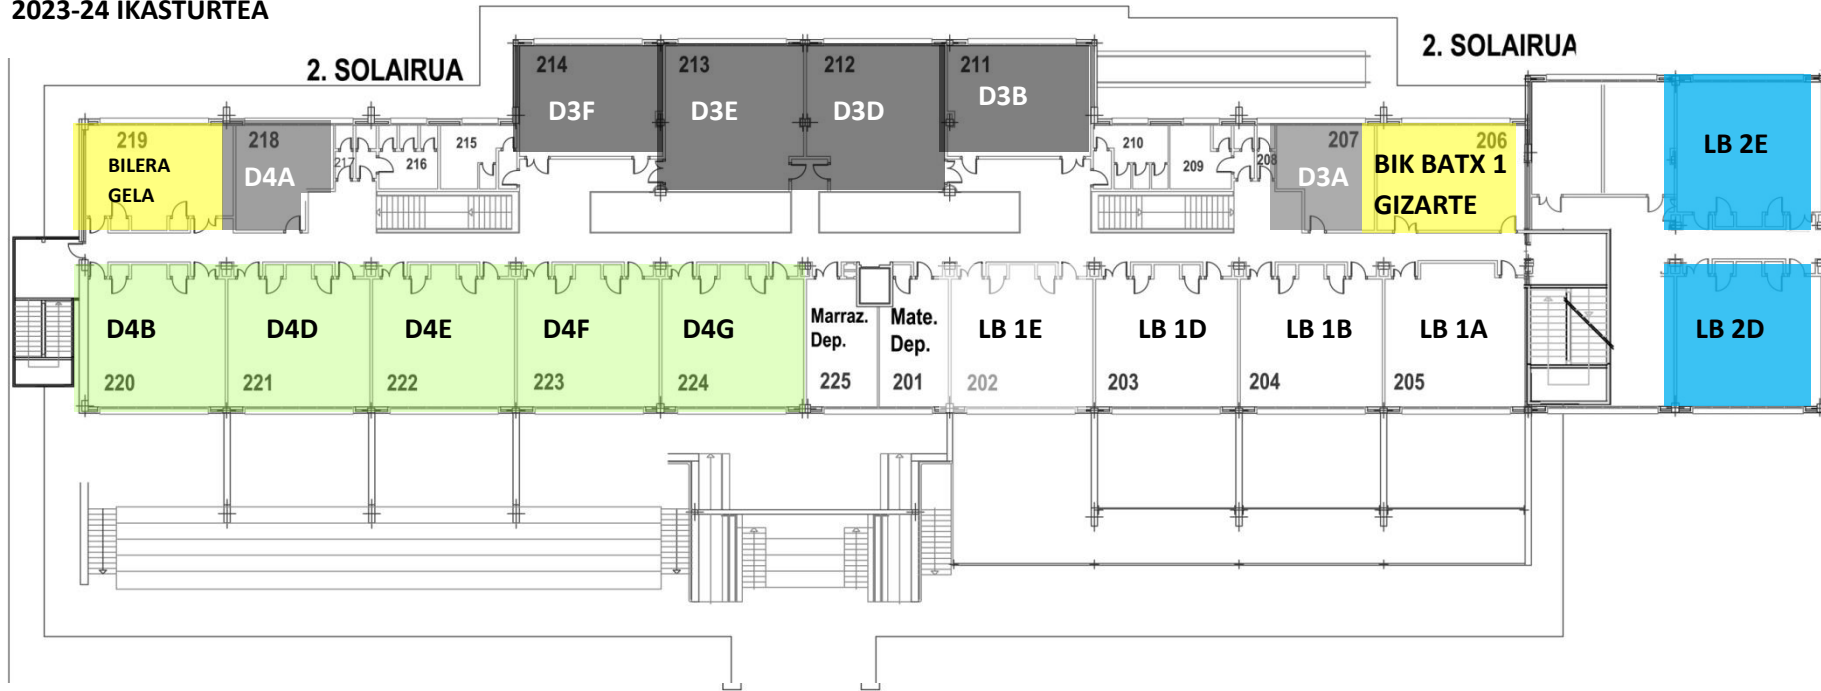 2023-24 IKASTURTEA
2. SOLAIRUA
2. SOLAIRUA
214
D3F
213
D3E
212
D3D
211
D3B
219
BILERA
GELA
218
D4A
217
216
215
210
209
208
207
D3A
206
BIK BATX 1
GIZARTE
LB 2E
D4B
220
D4D
221
D4E
222
D4F
223
D4G
224
Marraz.
Dep.
225
Mate.
Dep.
201
LB 1E
202
LB 1D
203
LB 1B
204
LB 1A
205
LB 2D